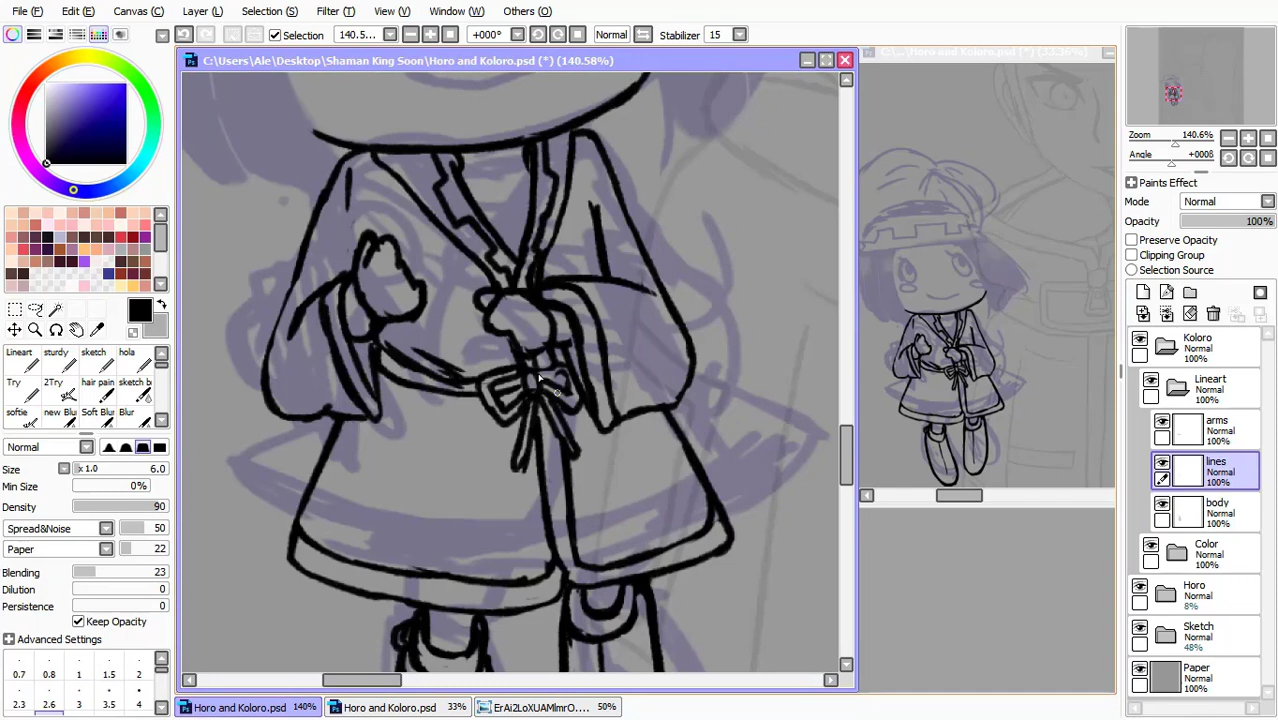 File (F) Edit (E) Canvas (C) Layer (L) Selection (S) Filter (T) View (V) Window (W) Others (O)
Selection 140.5... +000° Normal Stabilizer 15
C:\Users\Ale\Desktop\Shaman King Soon\Horo and Koloro.psd (*) (140.58%)
Zoom 140.6%
Angle +000ß
Paints Effect
Mode Normal
Opacity 100%
Preserve Opacity
Clipping Group
Selection Source
Koloro
Normal
100%
Lineart
Normal
100%
arms
Normal
100%
lines
Normal
100%
body
Normal
100%
Color
Normal
100%
Horo
Normal
8%
Sketch
Normal
48%
Paper
Normal
100%
Lineart sturdy sketch hola
Try 2Try hair pain sketch b
softie new Blur Soft Blur Blur
Normal
Size x 1.0 6.0
Min Size 0%
Density 90
Spread&Noise 50
Paper 22
Blending 23
Dilution 0
Persistence 0
Keep Opacity
Advanced Settings
0.7 0.8 1 1.5 2
2.3 2.6 3 3.5 4
Horo and Koloro.psd 140% Horo and Koloro.psd 33% ErAi2LoXUAMlmrO.... 50%